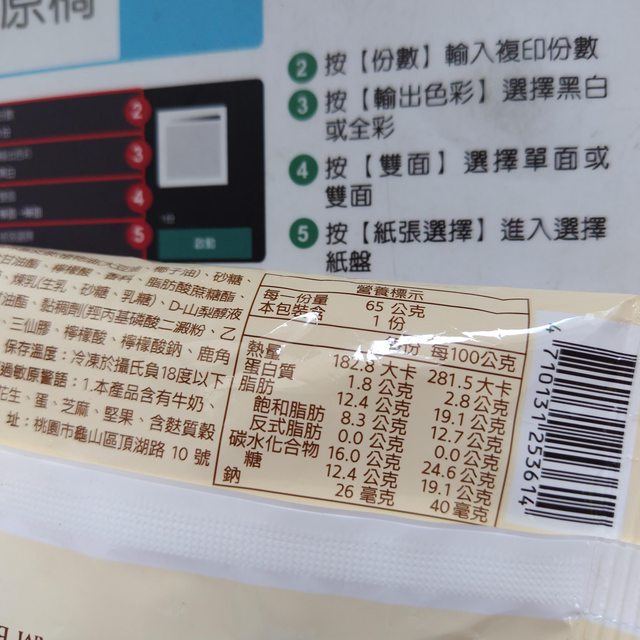 原稿
② 按【份數】輸入複印份數
③ 按【輸出色彩】選擇黑白
或全彩
④ 按【雙面】選擇單面或
雙面
⑤ 按【紙張選擇】進入選擇
紙盤
2
3
4
5
啟動
椰子油)、砂糖、
甘油酯、檸檬酸、香料、脂肪酸蔗糖酯、
煉乳(生乳、砂糖、乳糖)、D-山梨醇液
油酯、黏稠劑(羥丙基磷酸二澱粉、乙
、三仙膠、檸檬酸、檸檬酸鈉、鹿角
保存溫度：冷凍於攝氏負18度以下
過敏原警語：1.本產品含有牛奶、
花生、蛋、芝麻、堅果、含麩質穀
址：桃園市龜山區頂湖路 10 號
營養標示
每一份量 65 公克
本包裝含 1 份
每份 每100公克
熱量 182.8 大卡 281.5 大卡
蛋白質 1.8 公克 2.8 公克
脂肪 12.4 公克 19.1 公克
飽和脂肪 8.3 公克 12.7 公克
反式脂肪 0.0 公克 0.0 公克
碳水化合物 16.0 公克 24.6 公克
糖 12.4 公克 19.1 公克
鈉 26 毫克 40 毫克
4 710131 253614